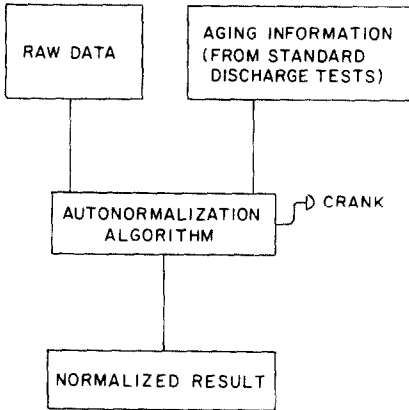 RAW DATA
AGING INFORMATION
(FROM STANDARD
DISCHARGE TESTS)
AUTONORMALIZATION
ALGORITHM
CRANK
NORMALIZED RESULT